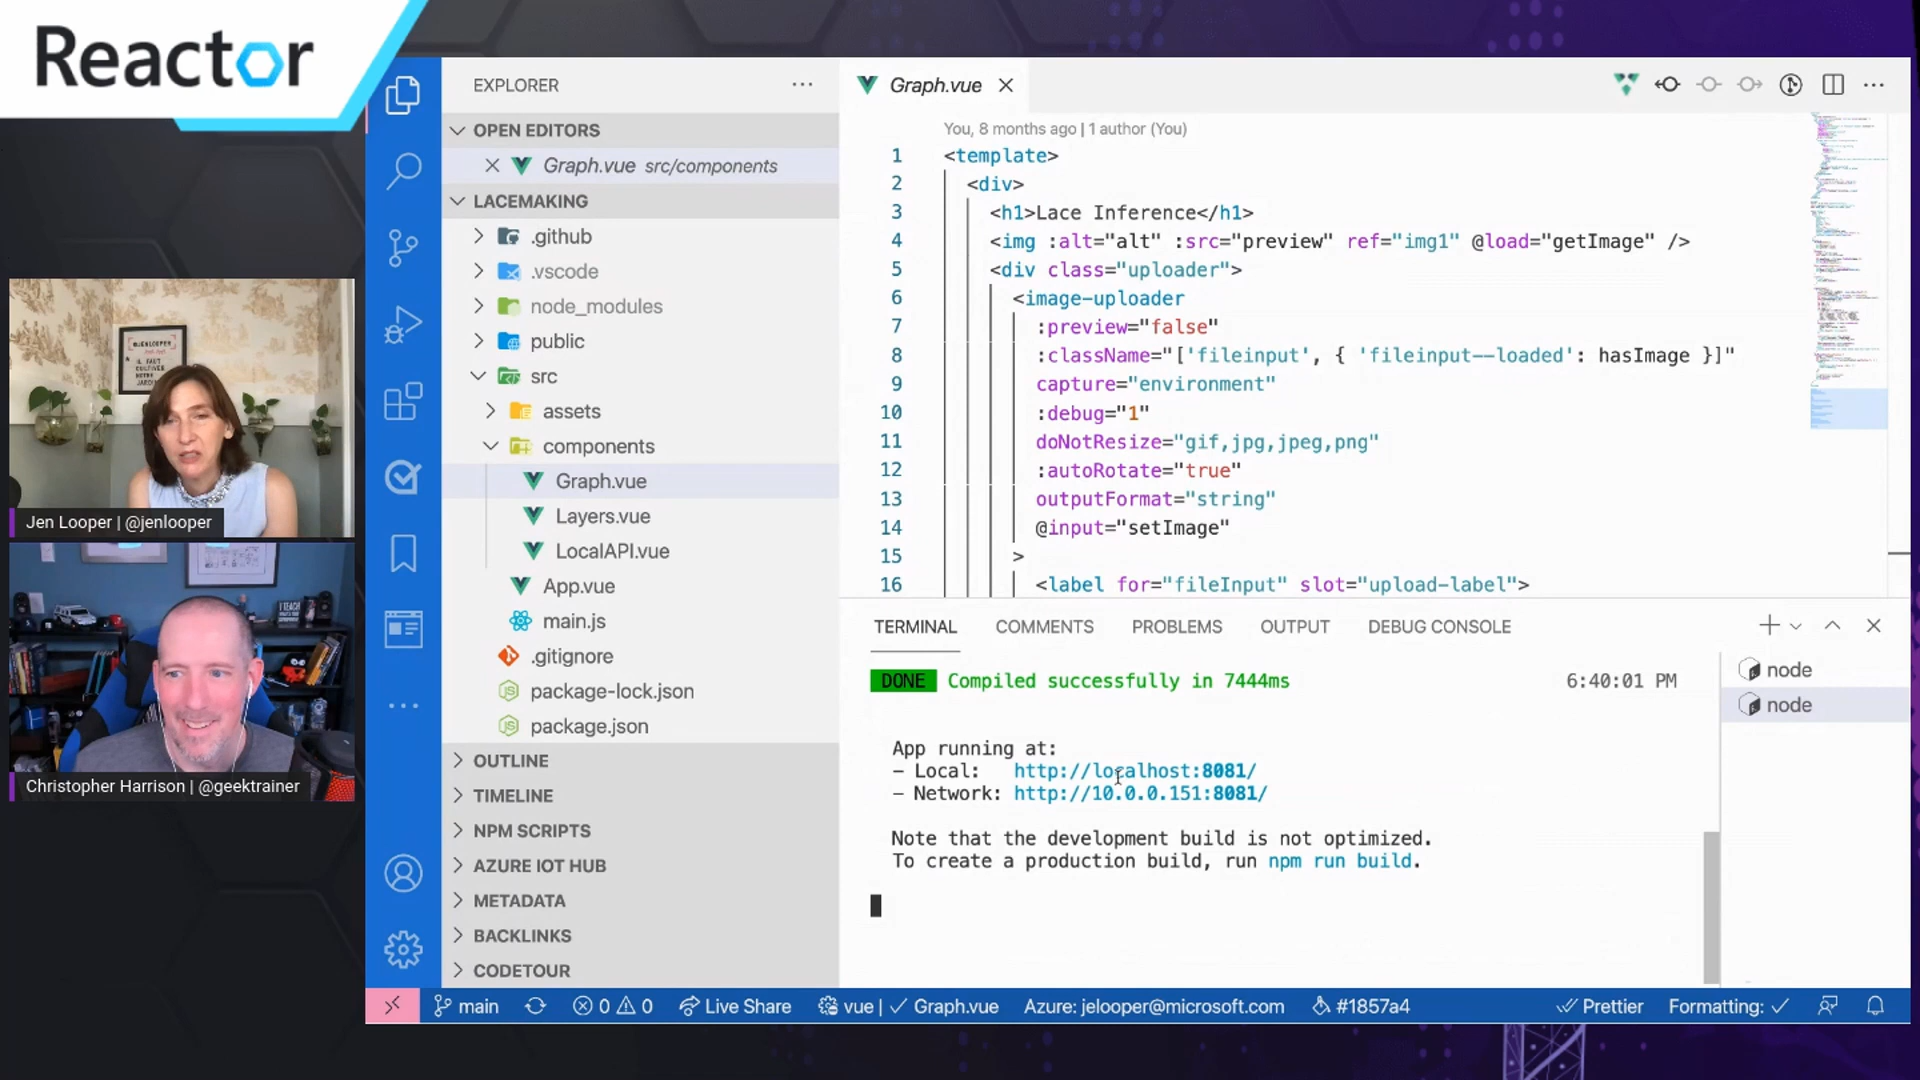 Reactor
Jen Looper | @jenlooper
Christopher Harrison | @geektrainer
EXPLORER
OPEN EDITORS
Graph.vue src/components
LACEMAKING
.github
.vscode
node_modules
public
src
assets
components
Graph.vue
Layers.vue
LocalAPI.vue
App.vue
main.js
.gitignore
package-lock.json
package.json
OUTLINE
TIMELINE
NPM SCRIPTS
AZURE IOT HUB
METADATA
BACKLINKS
CODETOUR
Graph.vue
You, 8 months ago | 1 author (You)
1 <template>
2 <div>
3 <h1>Lace Inference</h1>
4 <img :alt="alt" :src="preview" ref="img1" @load="getImage" />
5 <div class="uploader">
6 <image-uploader
7 :preview="false"
8 :className="['fileinput', { 'fileinput--loaded': hasImage }]"
9 capture="environment"
10 :debug="1"
11 doNotResize="gif,jpg,jpeg,png"
12 :autoRotate="true"
13 outputFormat="string"
14 @input="setImage"
15 >
16 <label for="fileInput" slot="upload-label">
TERMINAL COMMENTS PROBLEMS OUTPUT DEBUG CONSOLE
DONE Compiled successfully in 7444ms 6:40:01 PM
App running at:
- Local: http://localhost:8081/
- Network: http://10.0.0.151:8081/
Note that the development build is not optimized.
To create a production build, run npm run build.
node
node
main 0 0 Live Share vue | Graph.vue Azure: jelooper@microsoft.com #1857a4 Prettier Formatting: